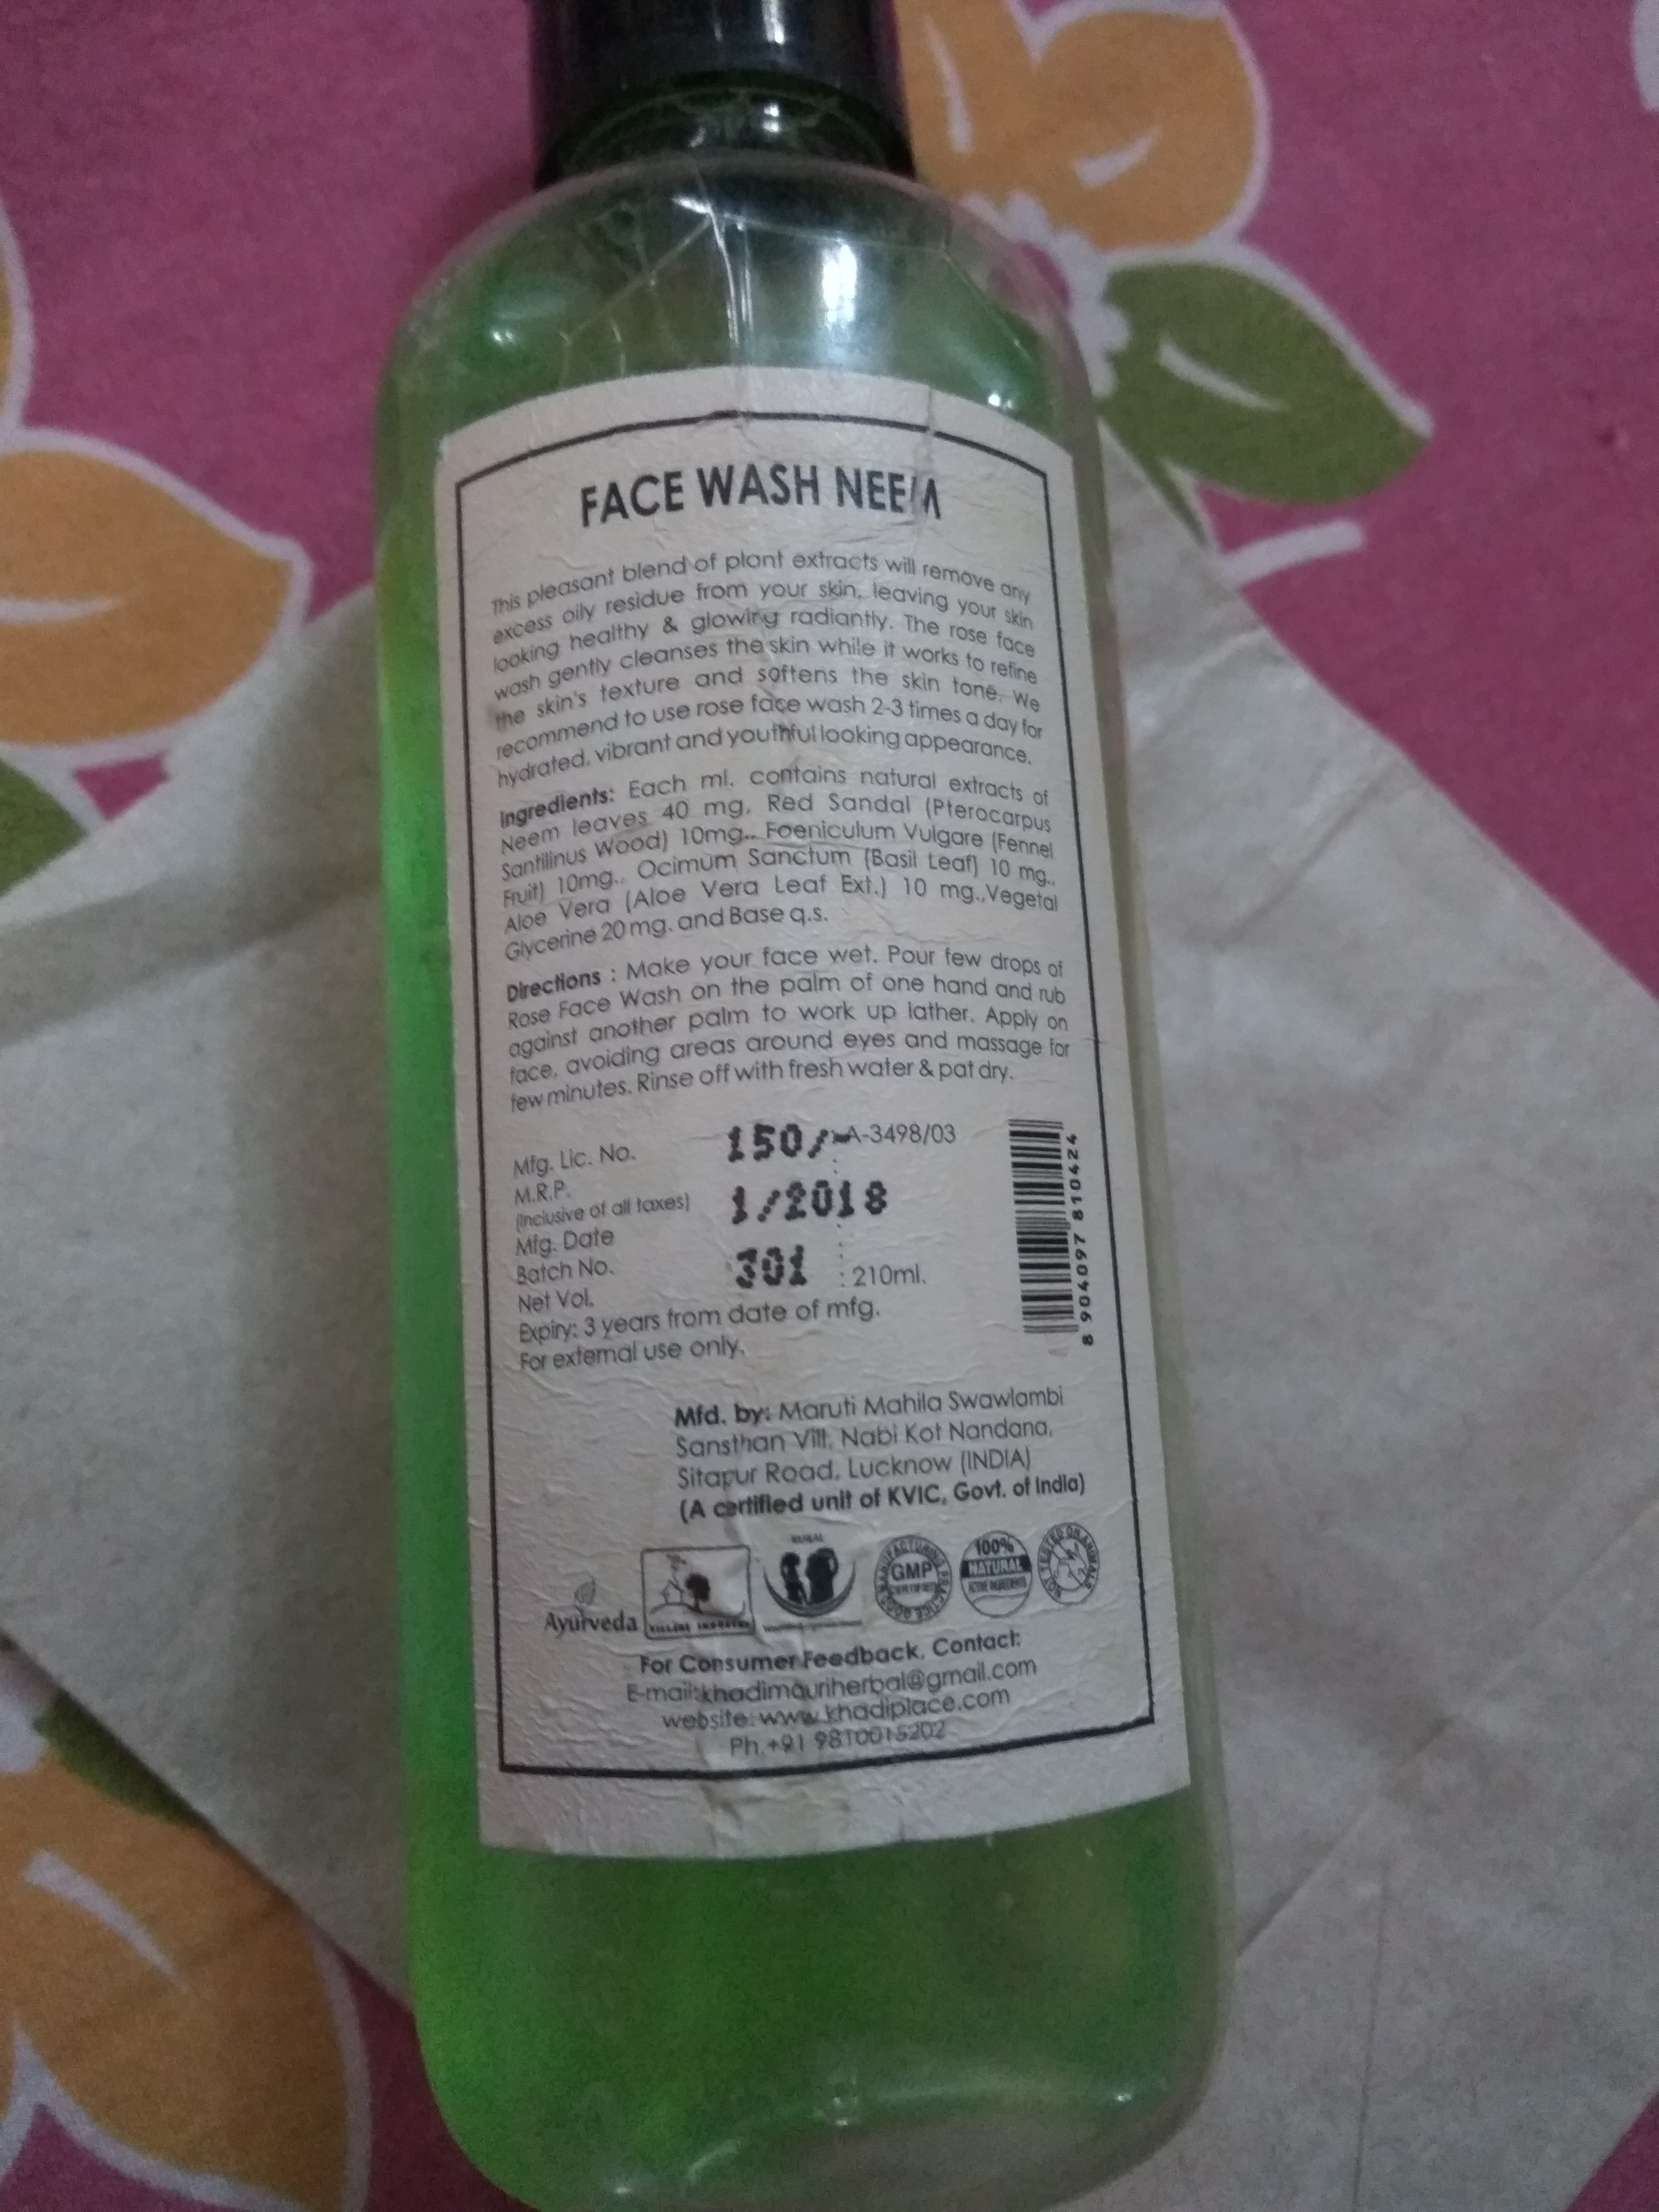 FACE WASH NEEM
This pleasant blend of plant extracts will remove any
excess oily residue from your skin, leaving your skin
looking healthy & glowing radiantly. The rose face
wash gently cleanses the skin while it works to refine
the skin's texture and softens the skin tone. We
recommend to use rose face wash 2-3 times a day for
hydrated, vibrant and youthful looking appearance.
Ingredients: Each ml. contains natural extracts of
Neem leaves 40 mg, Red Sandal (Pterocarpus
Santilinus Wood) 10mg., Foeniculum Vulgare (Fennel
Fruit) 10mg., Ocimum Sanctum (Basil Leaf) 10 mg.,
Aloe Vera (Aloe Vera Leaf Ext.) 10 mg.,Vegetal
Glycerine 20 mg. and Base q.s.
Directions : Make your face wet. Pour few drops of
Rose Face Wash on the palm of one hand and rub
against another palm to work up lather. Apply on
face, avoiding areas around eyes and massage for
few minutes. Rinse off with fresh water & pat dry.
Mfg. Lic. No. A-3498/03
M.R.P. 150/-
(Inclusive of all taxes)
Mfg. Date 1/2018
Batch No. 301
Net Vol. : 210ml.
Expiry: 3 years from date of mfg.
For external use only.
8 904097 810424
Mfd. by: Maruti Mahila Swawlambi
Sansthan Vill. Nabi Kot Nandana,
Sitapur Road, Lucknow (INDIA)
(A certified unit of KVIC, Govt. of India)
Ayurveda
VILLAGE INDUSTRY
GOOD MANUFACTURING PRACTICE
GMP
100%
NATURAL
ACTIVE INGREDIENTS
NOT TESTED ON ANIMALS
For Consumer Feedback, Contact:
E-mail:khadimauriherbal@gmail.com
website: www.khadiplace.com
Ph.+91 9810015202